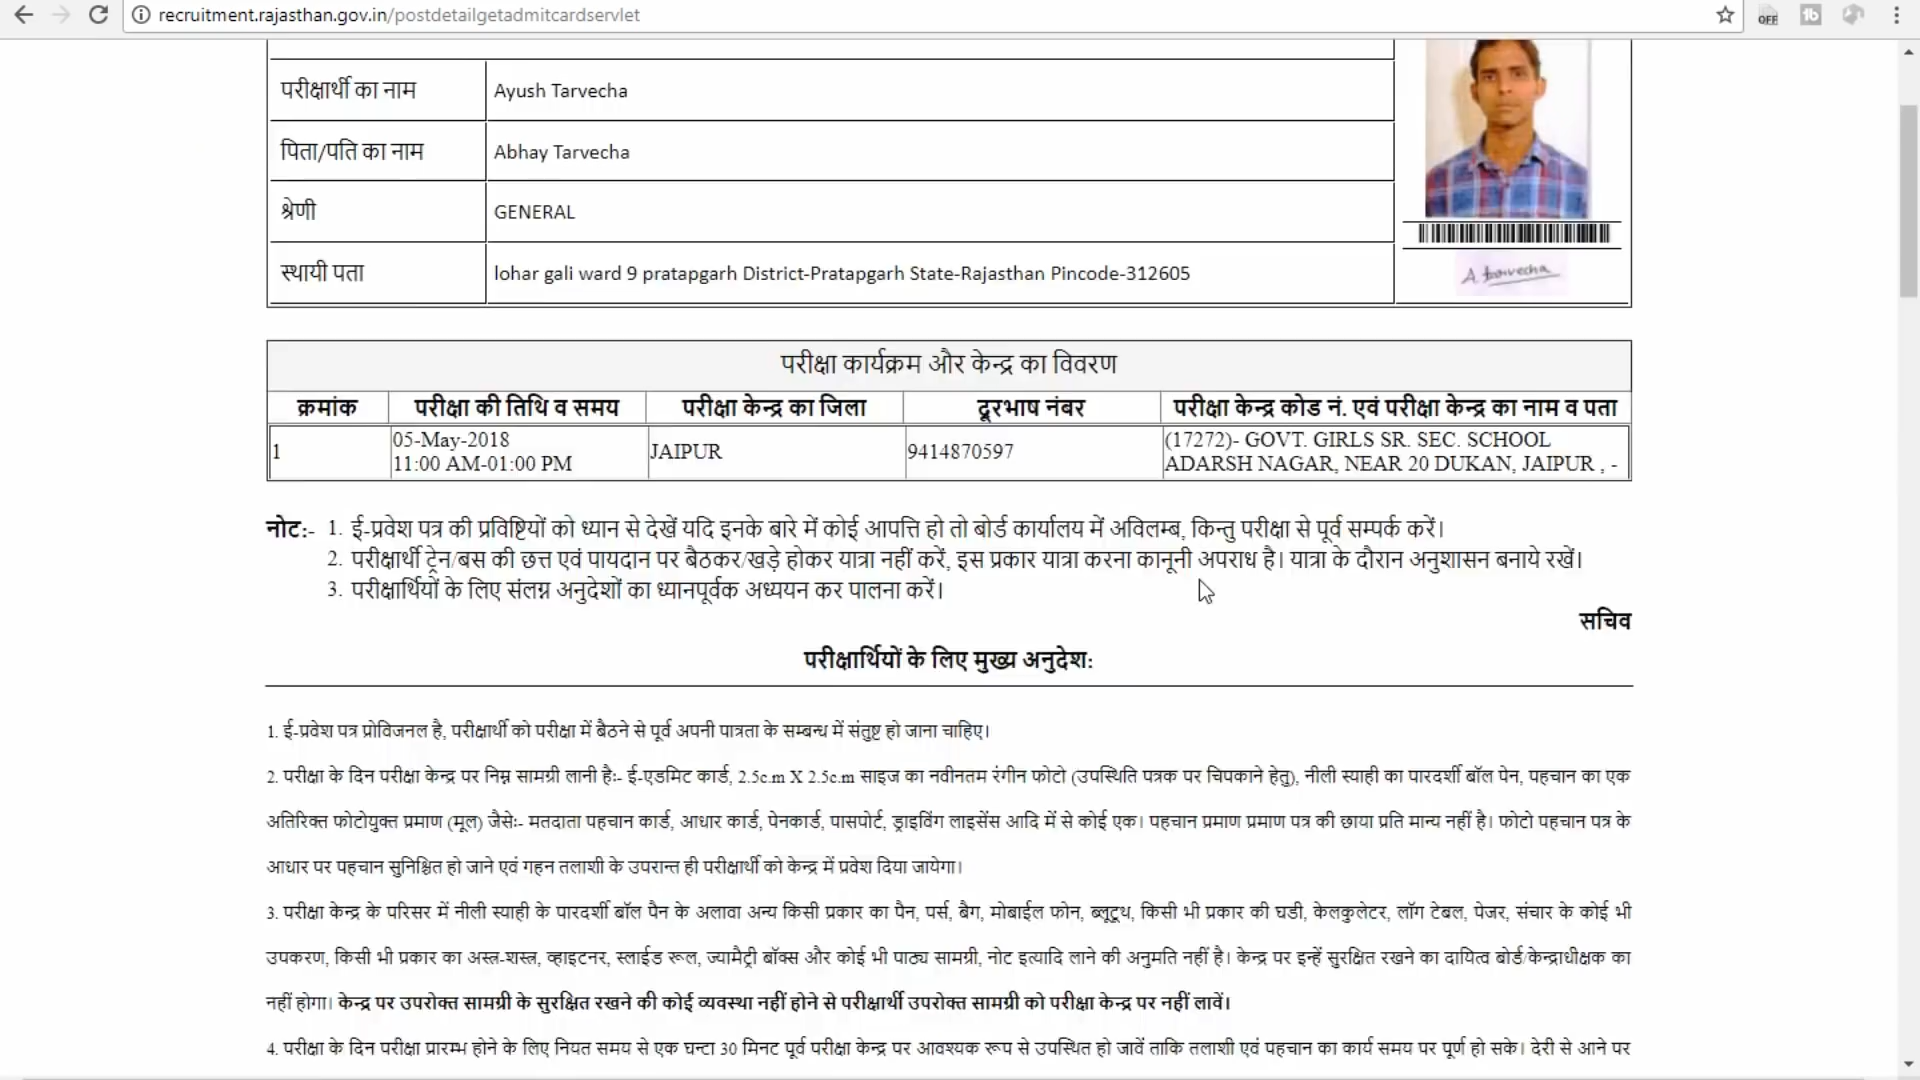 recruitment.rajasthan.gov.in/postdetailgetadmitcardservlet
OFF
tb
परीक्षार्थी का नाम Ayush Tarvecha
पिता/पति का नाम Abhay Tarvecha
श्रेणी GENERAL
स्थायी पता lohar gali ward 9 pratapgarh District-Pratapgarh State-Rajasthan Pincode-312605
A. tarvecha
परीक्षा कार्यक्रम और केन्द्र का विवरण
क्रमांक परीक्षा की तिथि व समय परीक्षा केन्द्र का जिला दूरभाष नंबर परीक्षा केन्द्र कोड नं. एवं परीक्षा केन्द्र का नाम व पता
1 05-May-2018 JAIPUR 9414870597 (17272)- GOVT. GIRLS SR. SEC. SCHOOL
11:00 AM-01:00 PM ADARSH NAGAR, NEAR 20 DUKAN, JAIPUR , -
नोट:- 1. ई-प्रवेश पत्र की प्रविष्टियों को ध्यान से देखें यदि इनके बारे में कोई आपत्ति हो तो बोर्ड कार्यालय में अविलम्ब, किन्तु परीक्षा से पूर्व सम्पर्क करें।
2. परीक्षार्थी ट्रेन/बस की छत्त एवं पायदान पर बैठकर/खड़े होकर यात्रा नहीं करें, इस प्रकार यात्रा करना कानूनी अपराध है। यात्रा के दौरान अनुशासन बनाये रखें।
3. परीक्षार्थियों के लिए संलग्न अनुदेशों का ध्यानपूर्वक अध्ययन कर पालना करें।
सचिव
परीक्षार्थियों के लिए मुख्य अनुदेश:
1. ई-प्रवेश पत्र प्रोविजनल है, परीक्षार्थी को परीक्षा में बैठने से पूर्व अपनी पात्रता के सम्बन्ध में संतुष्ट हो जाना चाहिए।
2. परीक्षा के दिन परीक्षा केन्द्र पर निम्न सामग्री लानी है:- ई-एडमिट कार्ड, 2.5c.m X 2.5c.m साइज का नवीनतम रंगीन फोटो (उपस्थिति पत्रक पर चिपकाने हेतु), नीली स्याही का पारदर्शी बॉल पेन, पहचान का एक
अतिरिक्त फोटोयुक्त प्रमाण (मूल) जैसे:- मतदाता पहचान कार्ड, आधार कार्ड, पेनकार्ड, पासपोर्ट, ड्राइविंग लाइसेंस आदि में से कोई एक। पहचान प्रमाण प्रमाण पत्र की छाया प्रति मान्य नहीं है। फोटो पहचान पत्र के
आधार पर पहचान सुनिश्चित हो जाने एवं गहन तलाशी के उपरान्त ही परीक्षार्थी को केन्द्र में प्रवेश दिया जायेगा।
3. परीक्षा केन्द्र के परिसर में नीली स्याही के पारदर्शी बॉल पैन के अलावा अन्य किसी प्रकार का पैन, पर्स, बैग, मोबाईल फोन, ब्लूटूथ, किसी भी प्रकार की घडी, केलकुलेटर, लॉग टेबल, पेजर, संचार के कोई भी
उपकरण, किसी भी प्रकार का अस्त्र-शस्त्र, व्हाइटनर, स्लाईड रूल, ज्यामैट्री बॉक्स और कोई भी पाठ्य सामग्री, नोट इत्यादि लाने की अनुमति नहीं है। केन्द्र पर इन्हें सुरक्षित रखने का दायित्व बोर्ड/केन्द्राधीक्षक का
नहीं होगा। केन्द्र पर उपरोक्त सामग्री के सुरक्षित रखने की कोई व्यवस्था नहीं होने से परीक्षार्थी उपरोक्त सामग्री को परीक्षा केन्द्र पर नहीं लावें।
4. परीक्षा के दिन परीक्षा प्रारम्भ होने के लिए नियत समय से एक घन्टा 30 मिनट पूर्व परीक्षा केन्द्र पर आवश्यक रूप से उपस्थित हो जावें ताकि तलाशी एवं पहचान का कार्य समय पर पूर्ण हो सके। देरी से आने पर